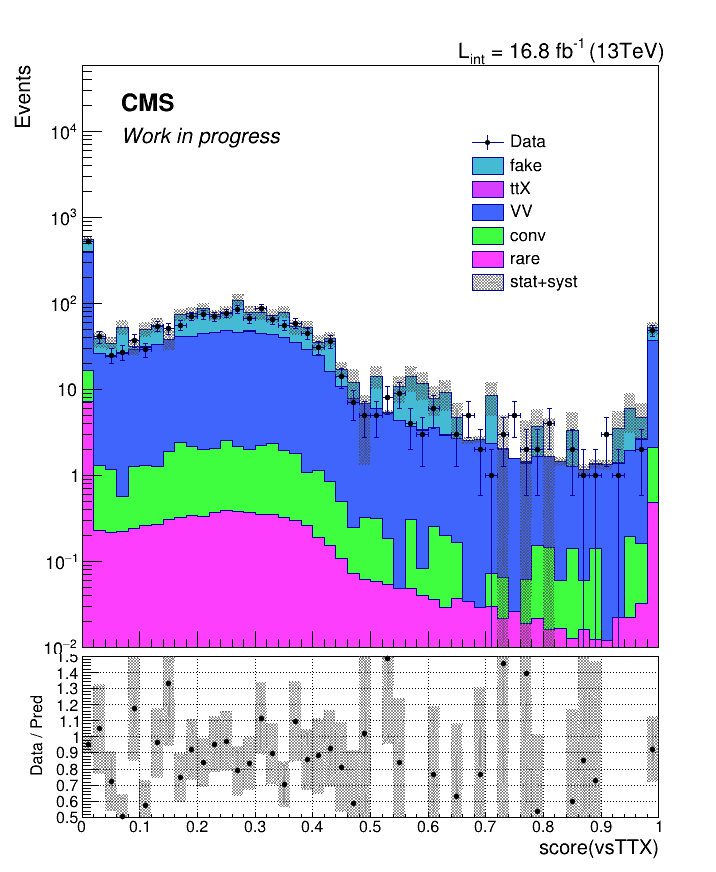 L_int = 16.8 fb^-1 (13TeV)
Events
CMS
Work in progress
Data
fake
ttX
VV
conv
rare
stat+syst
10^4
10^3
10^2
10
1
10^-1
10^-2
Data / Pred
1.5
1.4
1.3
1.2
1.1
1
0.9
0.8
0.7
0.6
0.5
0 0.1 0.2 0.3 0.4 0.5 0.6 0.7 0.8 0.9 1
score(vsTTX)